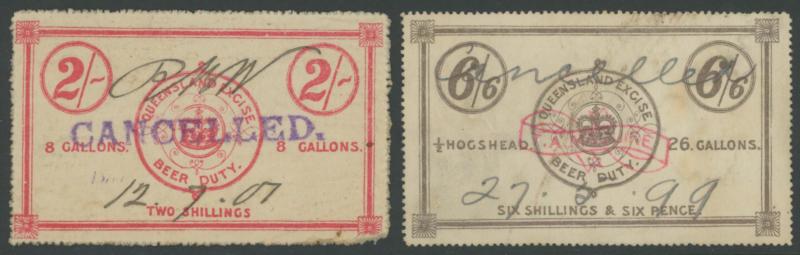 2/- 2/-
QUEENSLAND EXCISE.
CANCELLED.
8 GALLONS. 8 GALLONS.
BEER DUTY.
12.7.01
TWO SHILLINGS
6/6 6/6
Cancelled
QUEENSLAND EXCISE.
½ HOGSHEAD. 26. GALLONS.
BEER DUTY.
27.3.99
SIX SHILLINGS & SIX PENCE.